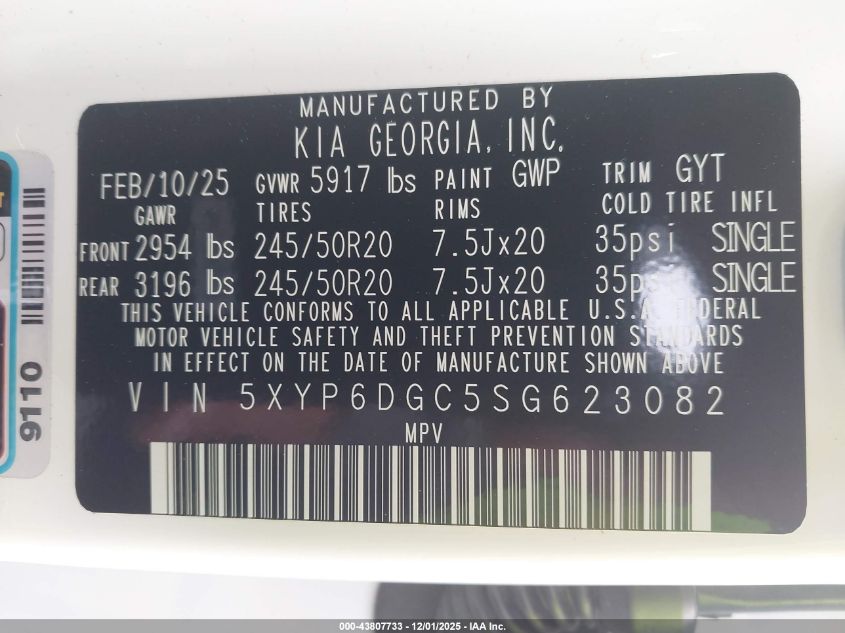 MANUFACTURED BY
KIA GEORGIA, INC.
FEB/10/25 GVWR 5917 lbs PAINT GWP TRIM GYT
GAWR TIRES RIMS COLD TIRE INFL
FRONT 2954 lbs 245/50R20 7.5Jx20 35psi SINGLE
REAR 3196 lbs 245/50R20 7.5Jx20 35psi SINGLE
THIS VEHICLE CONFORMS TO ALL APPLICABLE U.S.A. FEDERAL
MOTOR VEHICLE SAFETY AND THEFT PREVENTION STANDARDS
IN EFFECT ON THE DATE OF MANUFACTURE SHOWN ABOVE
VIN 5XYP6DGC5SG623082
MPV
9110
000-43807733 - 12/01/2025 - IAA Inc.